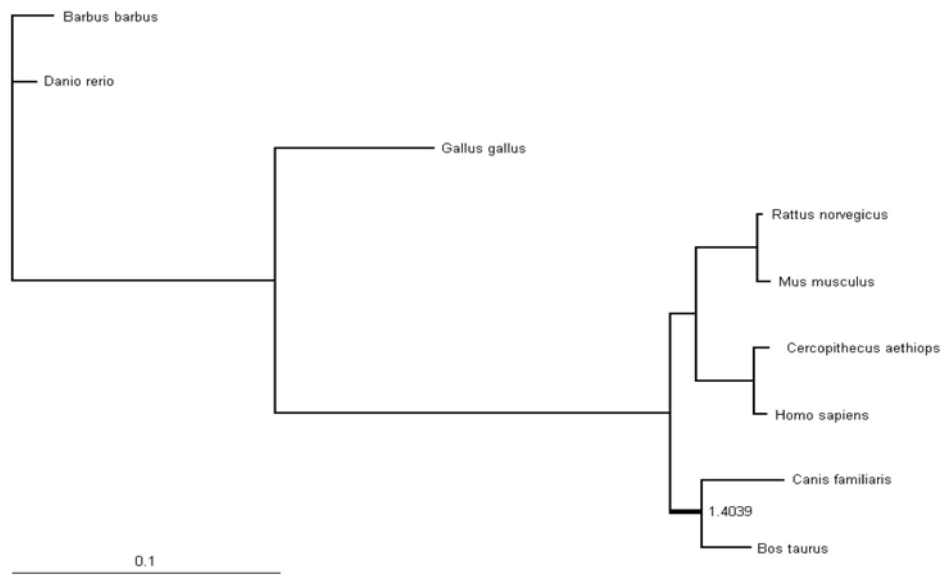 Barbus barbus
Danio rerio
Gallus gallus
Rattus norvegicus
Mus musculus
Cercopithecus aethiops
Homo sapiens
Canis familiaris
1.4039
Bos taurus
0.1